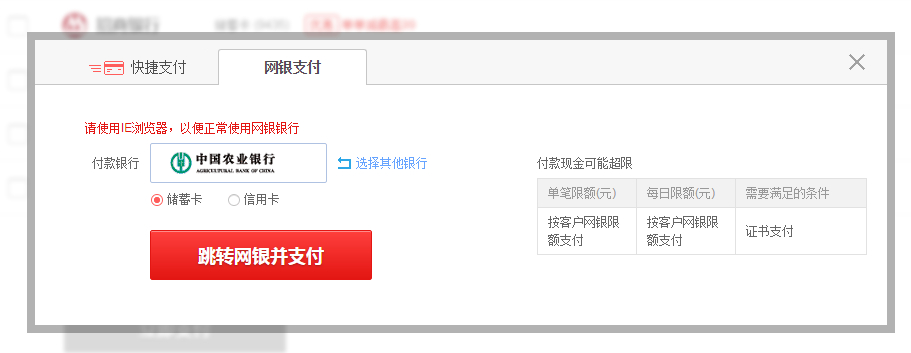 快捷支付
网银支付
请使用IE浏览器，以便正常使用网银银行
付款银行
中国农业银行
AGRICULTURAL BANK OF CHINA
选择其他银行
储蓄卡
信用卡
跳转网银并支付
付款现金可能超限
单笔限额(元) 每日限额(元) 需要满足的条件
按客户网银限 按客户网银限 证书支付
额支付 额支付